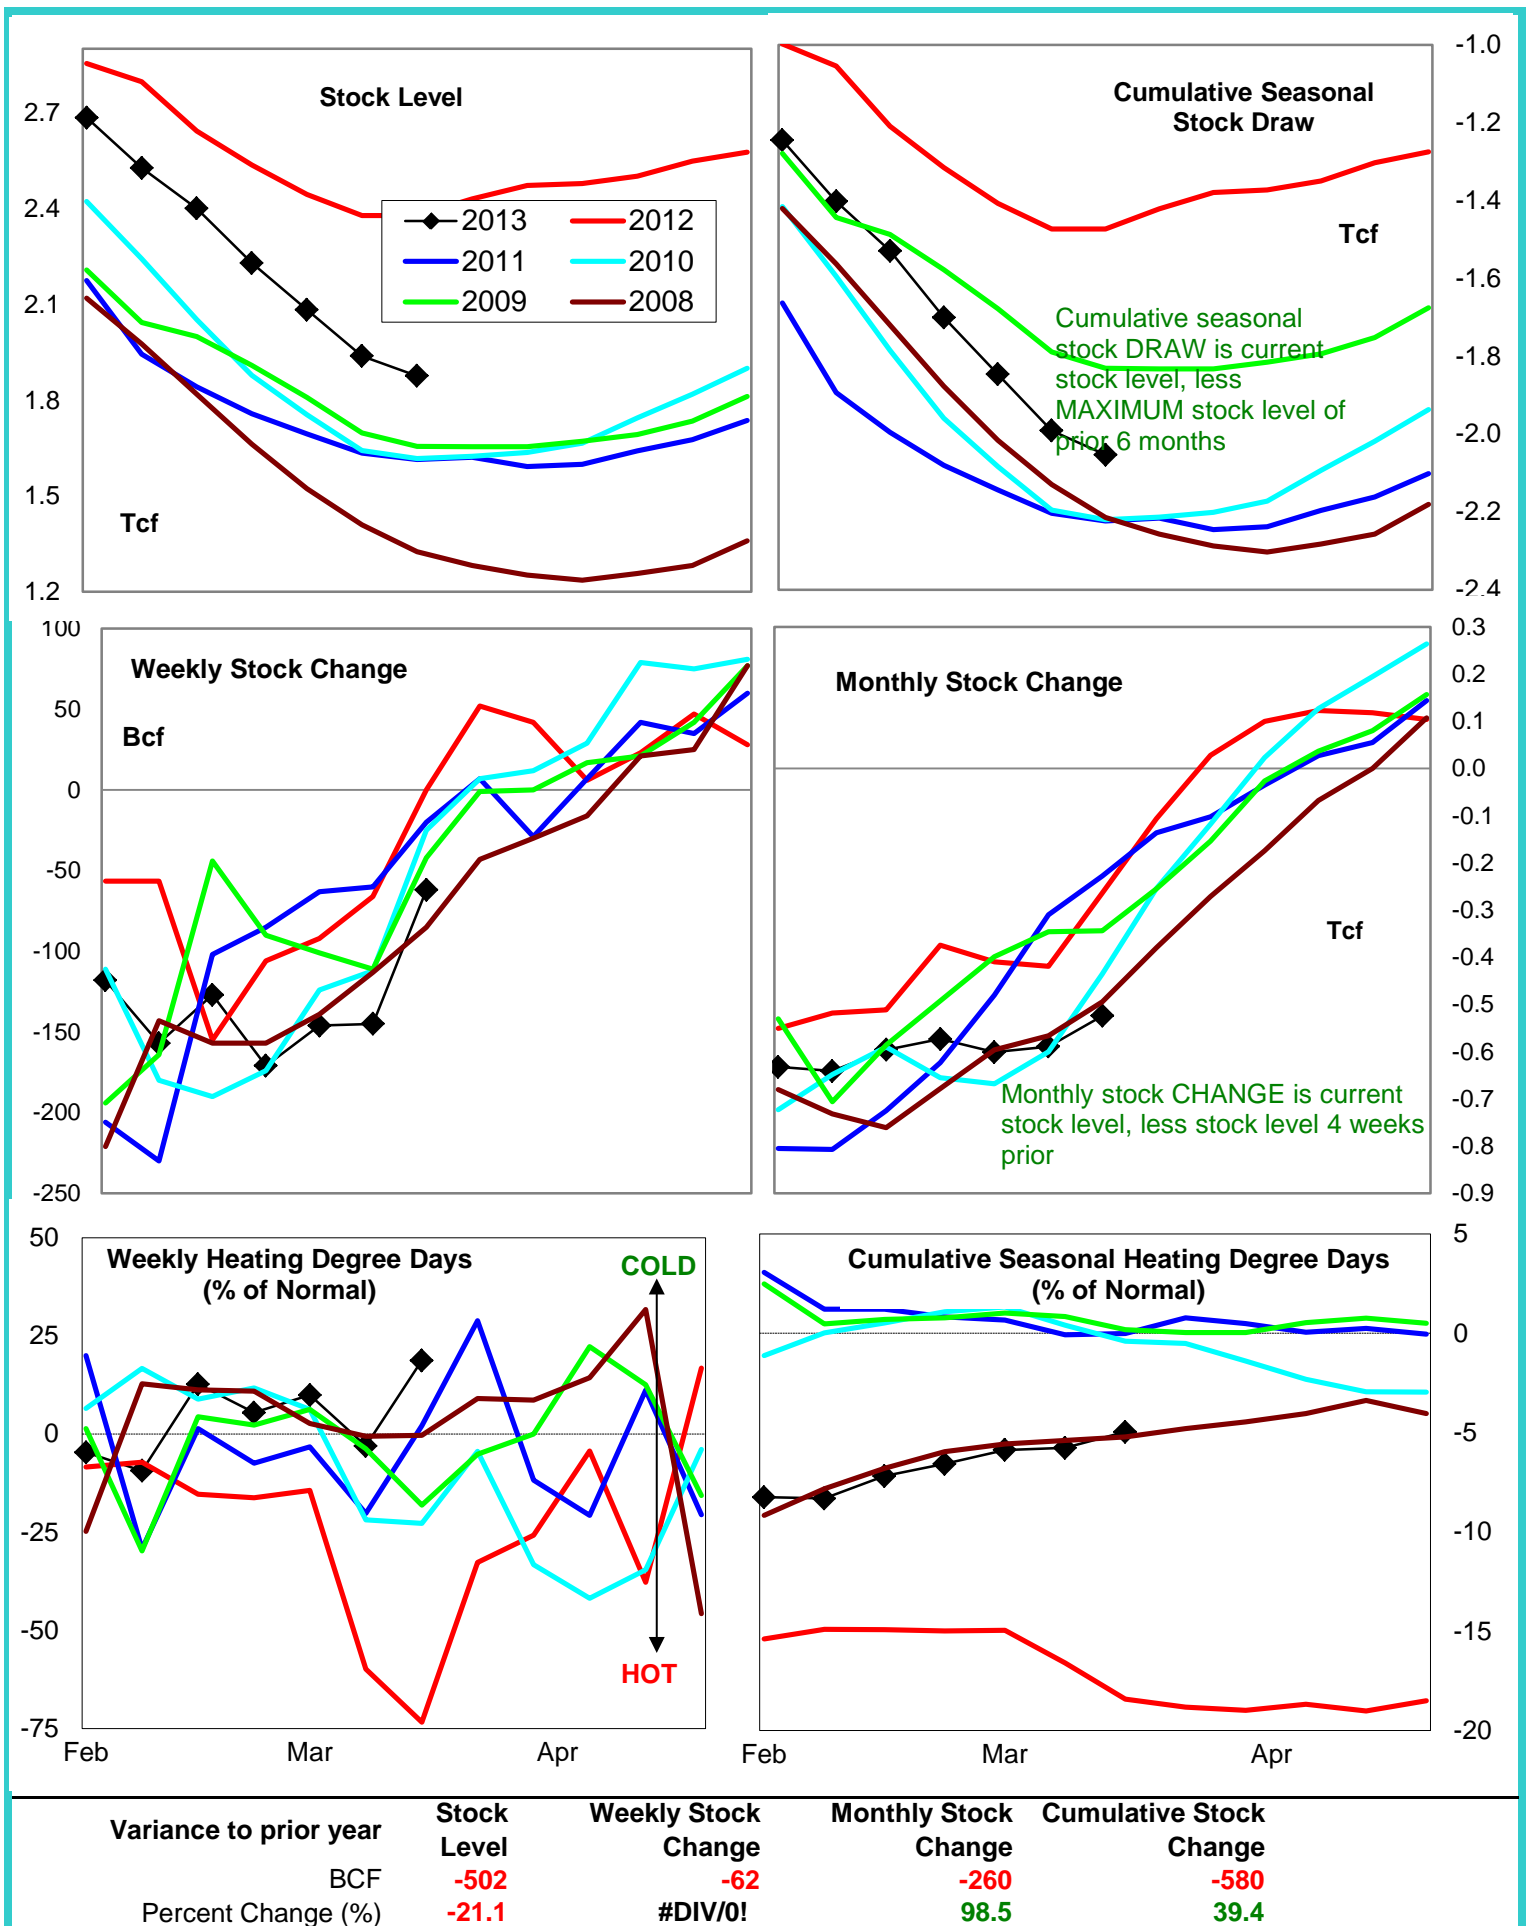 Stock Level
2.7
2.4
2.1
1.8
1.5
1.2
Tcf
2013
2012
2011
2010
2009
2008
Cumulative Seasonal
Stock Draw
Tcf
-1.0
-1.2
-1.4
-1.6
-1.8
-2.0
-2.2
-2.4
Cumulative seasonal
stock DRAW is current
stock level, less
MAXIMUM stock level of
prior 6 months
Weekly Stock Change
Bcf
100
50
0
-50
-100
-150
-200
-250
Monthly Stock Change
Tcf
0.3
0.2
0.1
0.0
-0.1
-0.2
-0.3
-0.4
-0.5
-0.6
-0.7
-0.8
-0.9
Monthly stock CHANGE is current
stock level, less stock level 4 weeks
prior
Weekly Heating Degree Days
(% of Normal)
COLD
HOT
50
25
0
-25
-50
-75
Feb
Mar
Apr
Cumulative Seasonal Heating Degree Days
(% of Normal)
5
0
-5
-10
-15
-20
Feb
Mar
Apr
Variance to prior year
Stock
Level
Weekly Stock
Change
Monthly Stock
Change
Cumulative Stock
Change
BCF -502 -62 -260 -580
Percent Change (%) -21.1 #DIV/0! 98.5 39.4